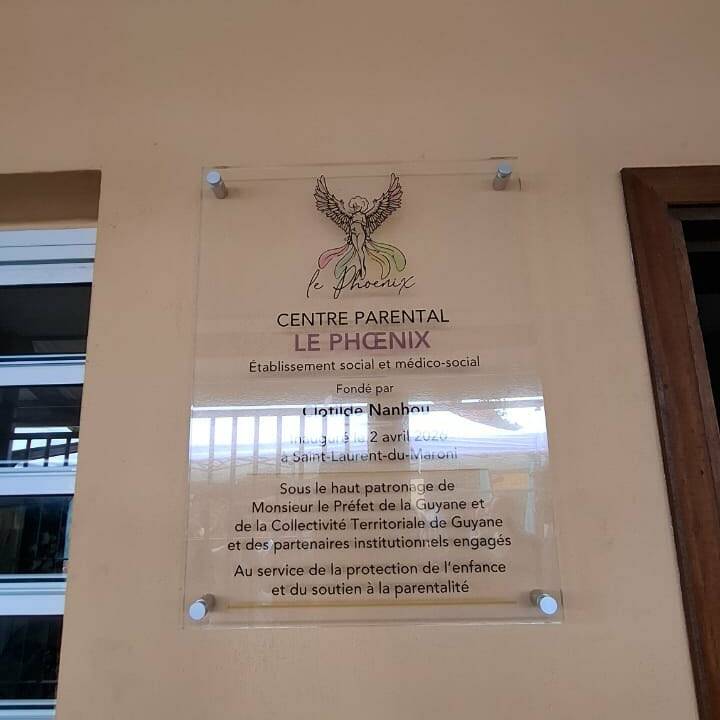 le Phoenix
CENTRE PARENTAL
LE PHŒNIX
Établissement social et médico-social
Fondé par
Clotilde Nanhou
Inauguré le 2 avril 2026
à Saint-Laurent-du-Maroni
Sous le haut patronage de
Monsieur le Préfet de la Guyane et
de la Collectivité Territoriale de Guyane
et des partenaires institutionnels engagés
Au service de la protection de l'enfance
et du soutien à la parentalité